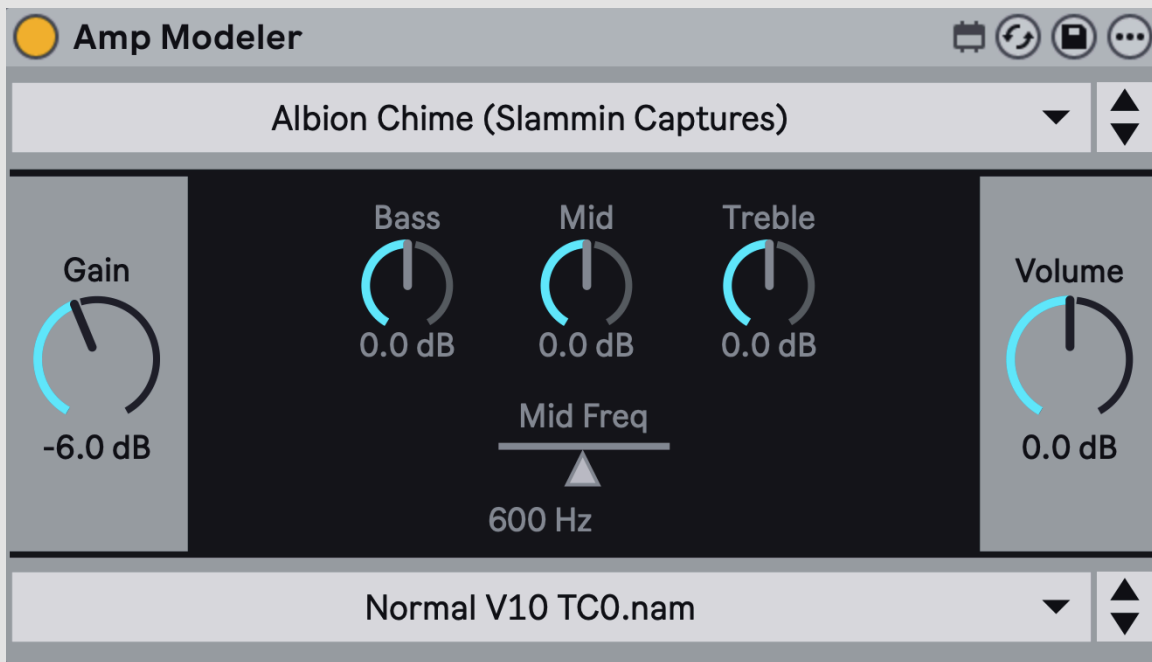 Amp Modeler
Albion Chime (Slammin Captures)
Bass Mid Treble
Gain Volume
0.0 dB 0.0 dB 0.0 dB
Mid Freq
-6.0 dB 0.0 dB
600 Hz
Normal V10 TC0.nam